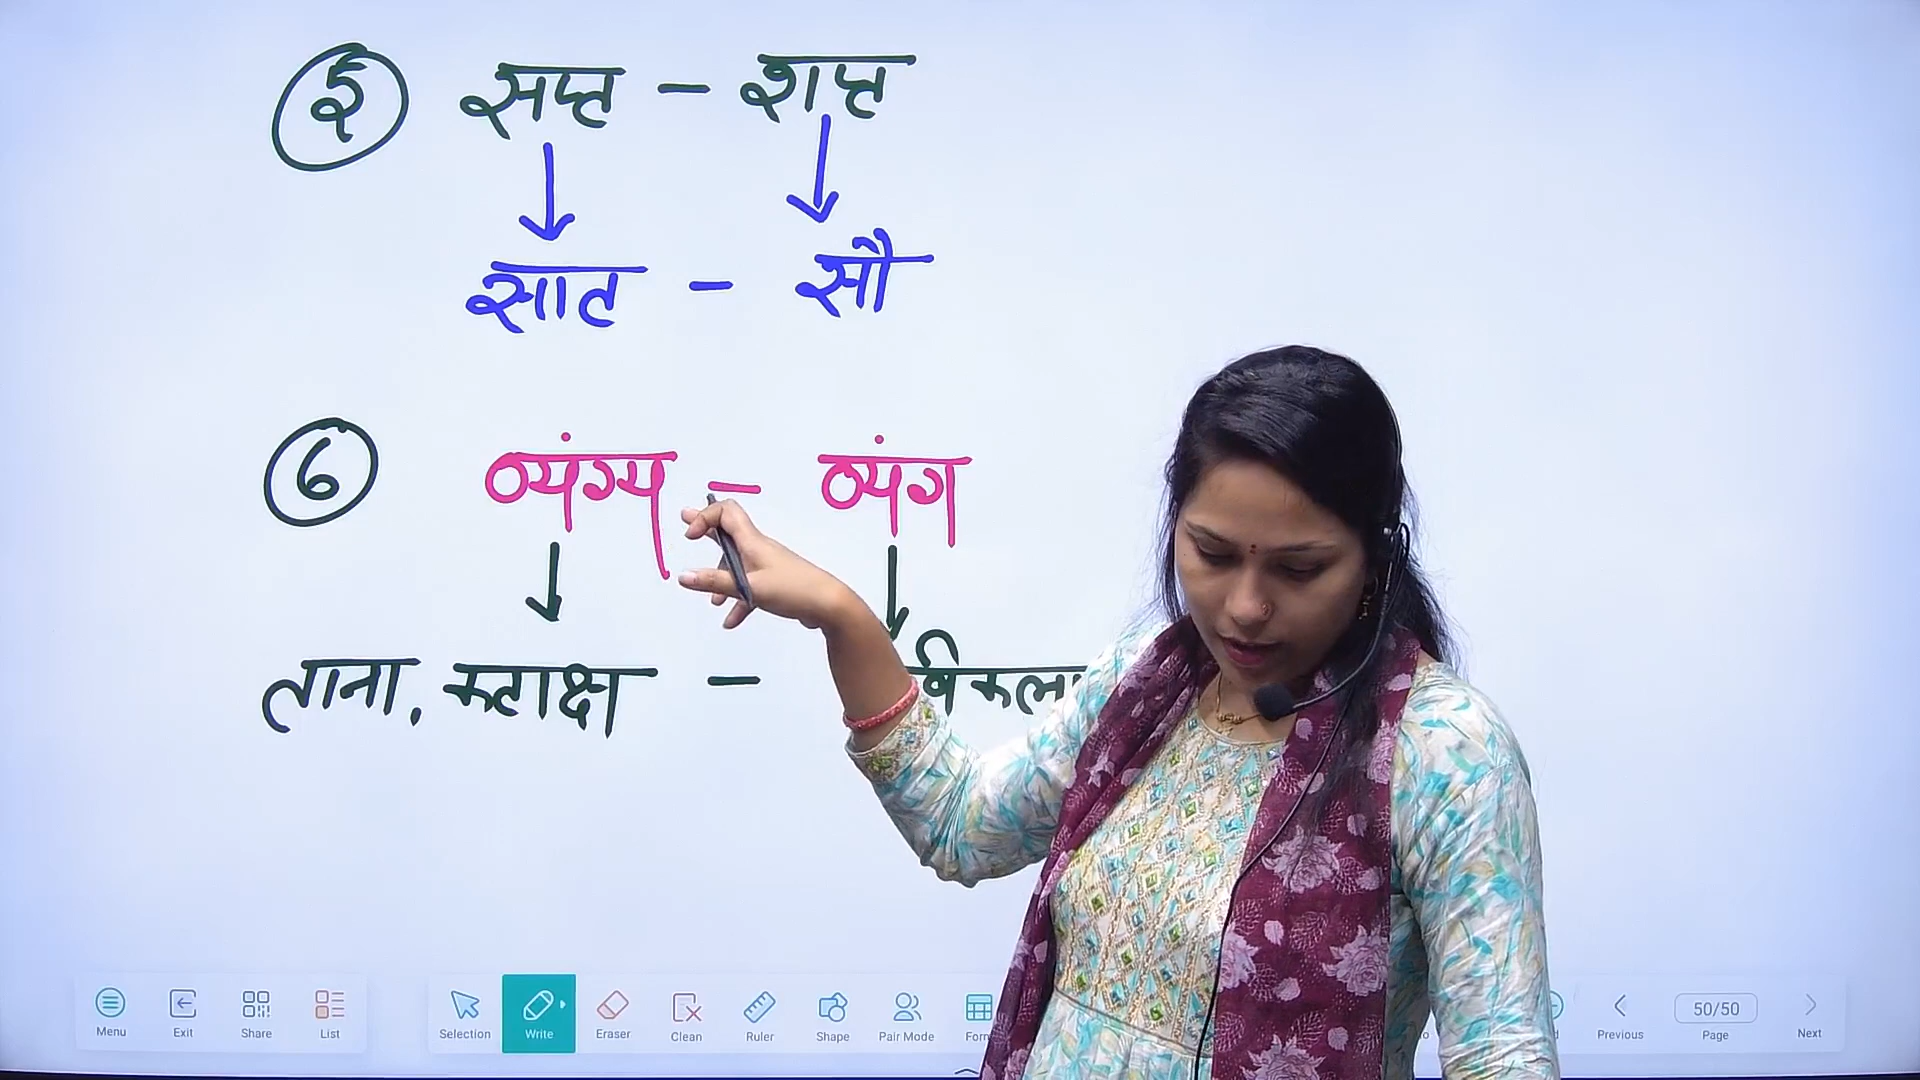 5 सप्त - शप्त
सात - सौ
6 व्यंग्य - व्यंग
ताना, कटाक्ष - विकला
Menu Exit Share List Selection Write Eraser Clean Ruler Shape Pair Mode Previous 50/50 Page Next